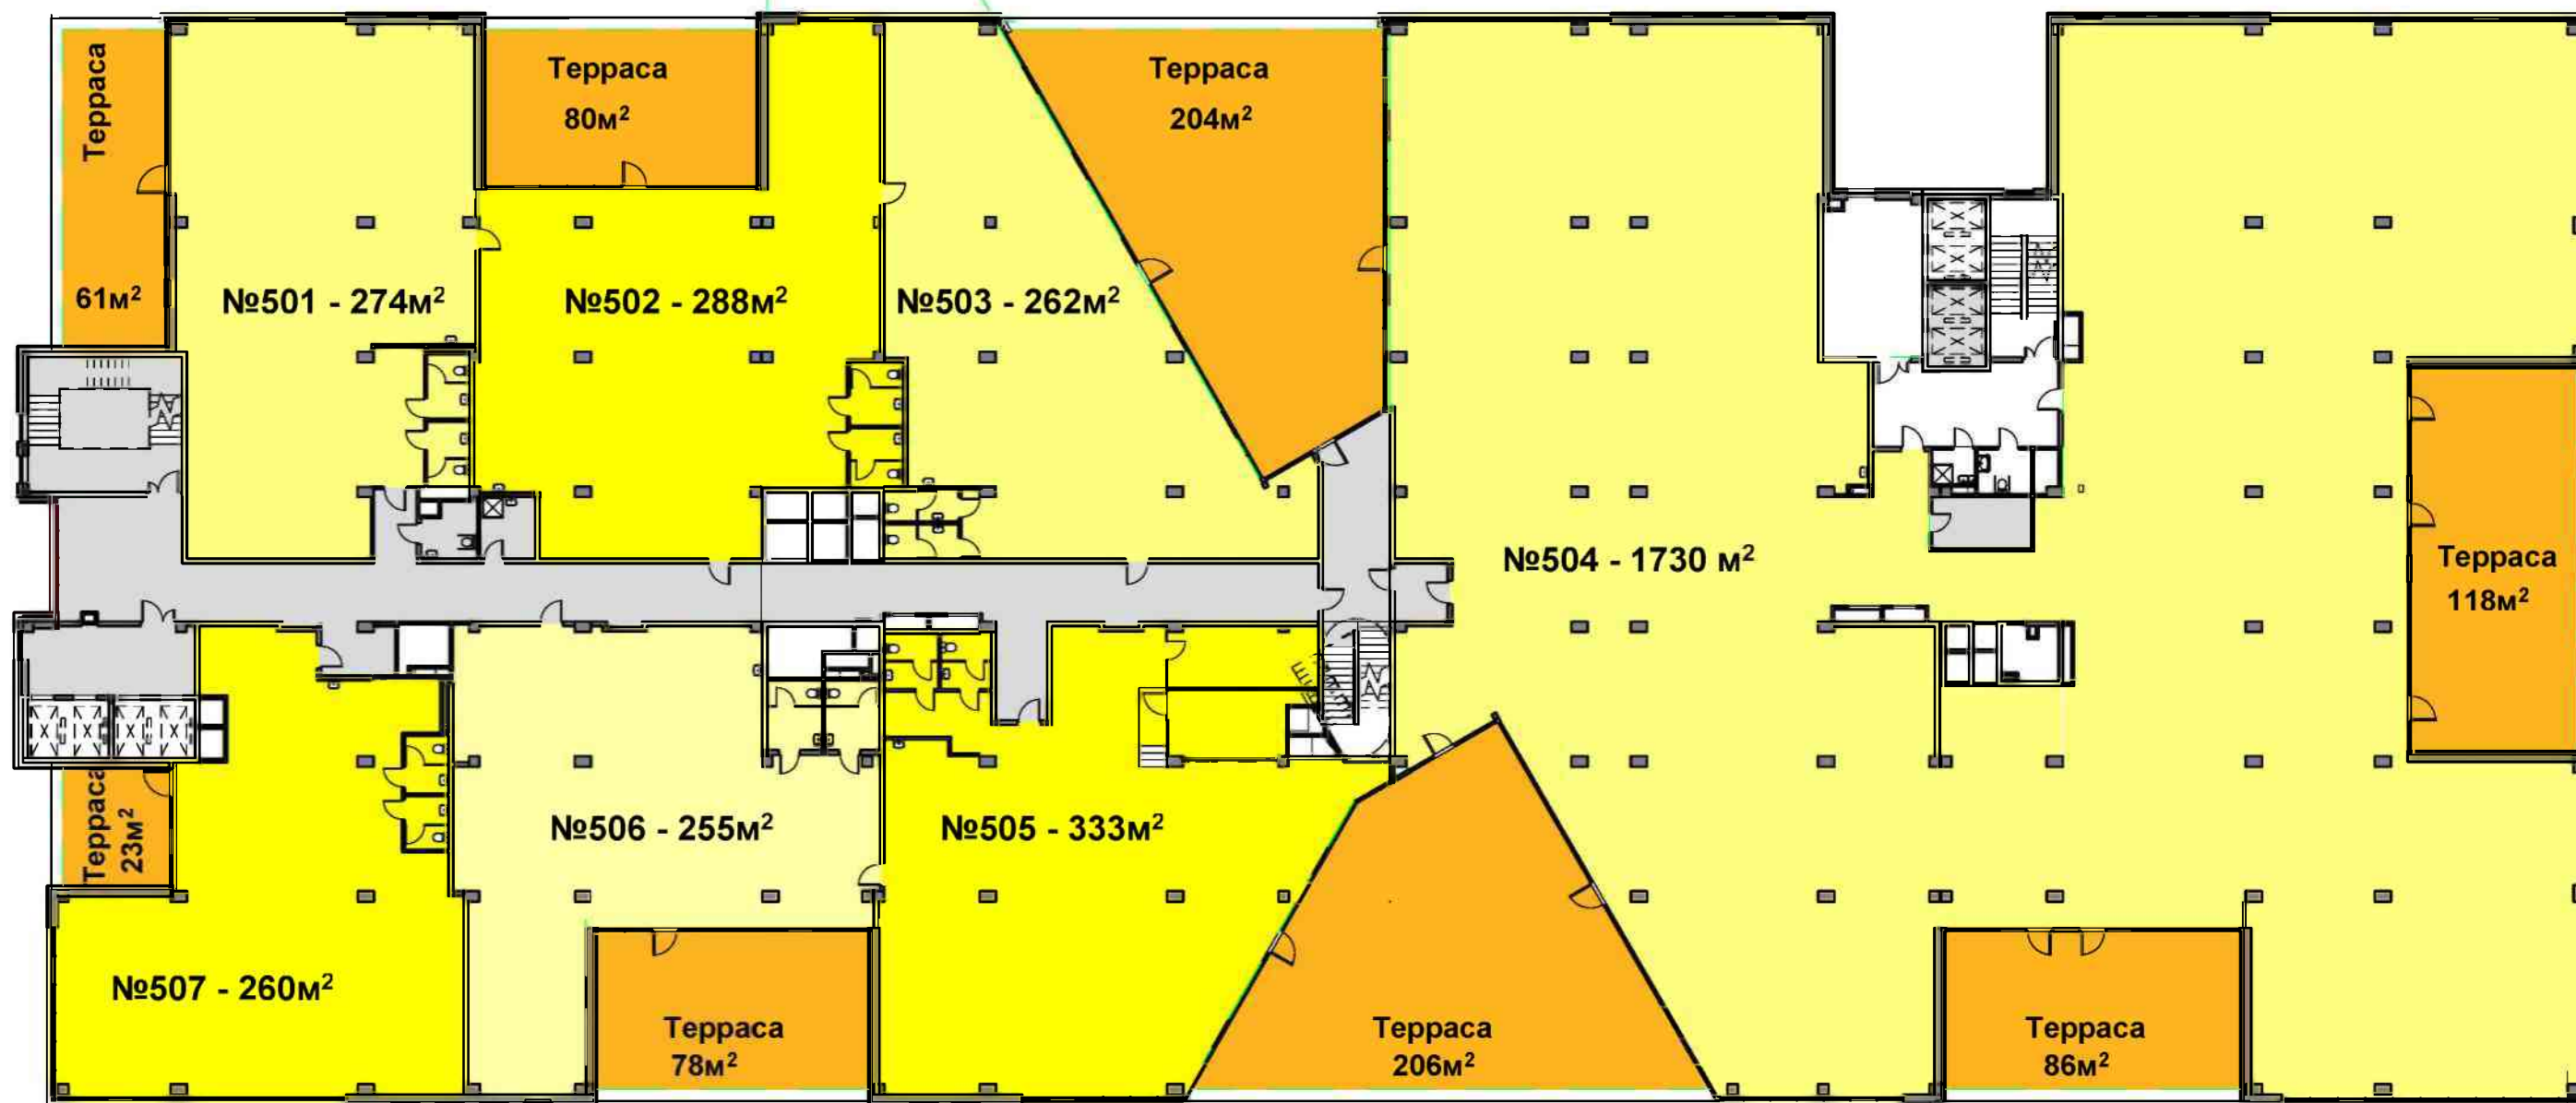 Терраса
61м²
Терраса
80м²
Терраса
204м²
№501 - 274м²
№502 - 288м²
№503 - 262м²
№504 - 1730 м²
Терраса
118м²
Терраса
23м²
№506 - 255м²
№505 - 333м²
№507 - 260м²
Терраса
78м²
Терраса
206м²
Терраса
86м²